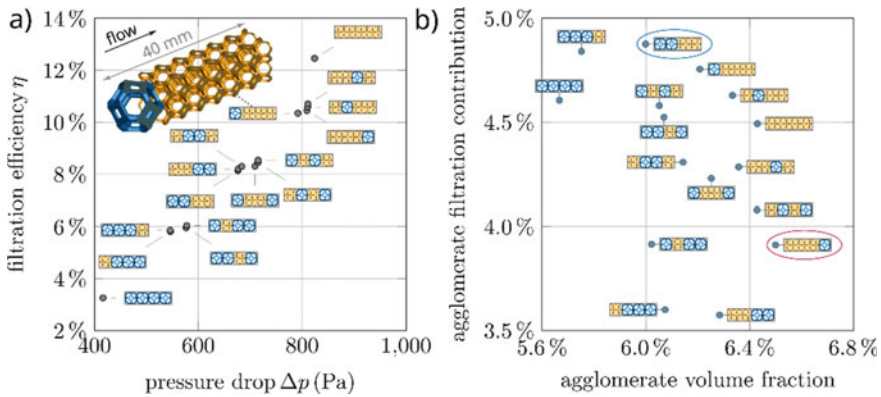 a)
flow
40 mm
filtration efficiency η
14 %
12 %
10 %
8 %
6 %
4 %
2 %
400
600
800
1,000
pressure drop Δp (Pa)
b)
agglomerate filtration contribution
5.0 %
4.5 %
4.0 %
3.5 %
5.6 %
6.0 %
6.4 %
6.8 %
agglomerate volume fraction